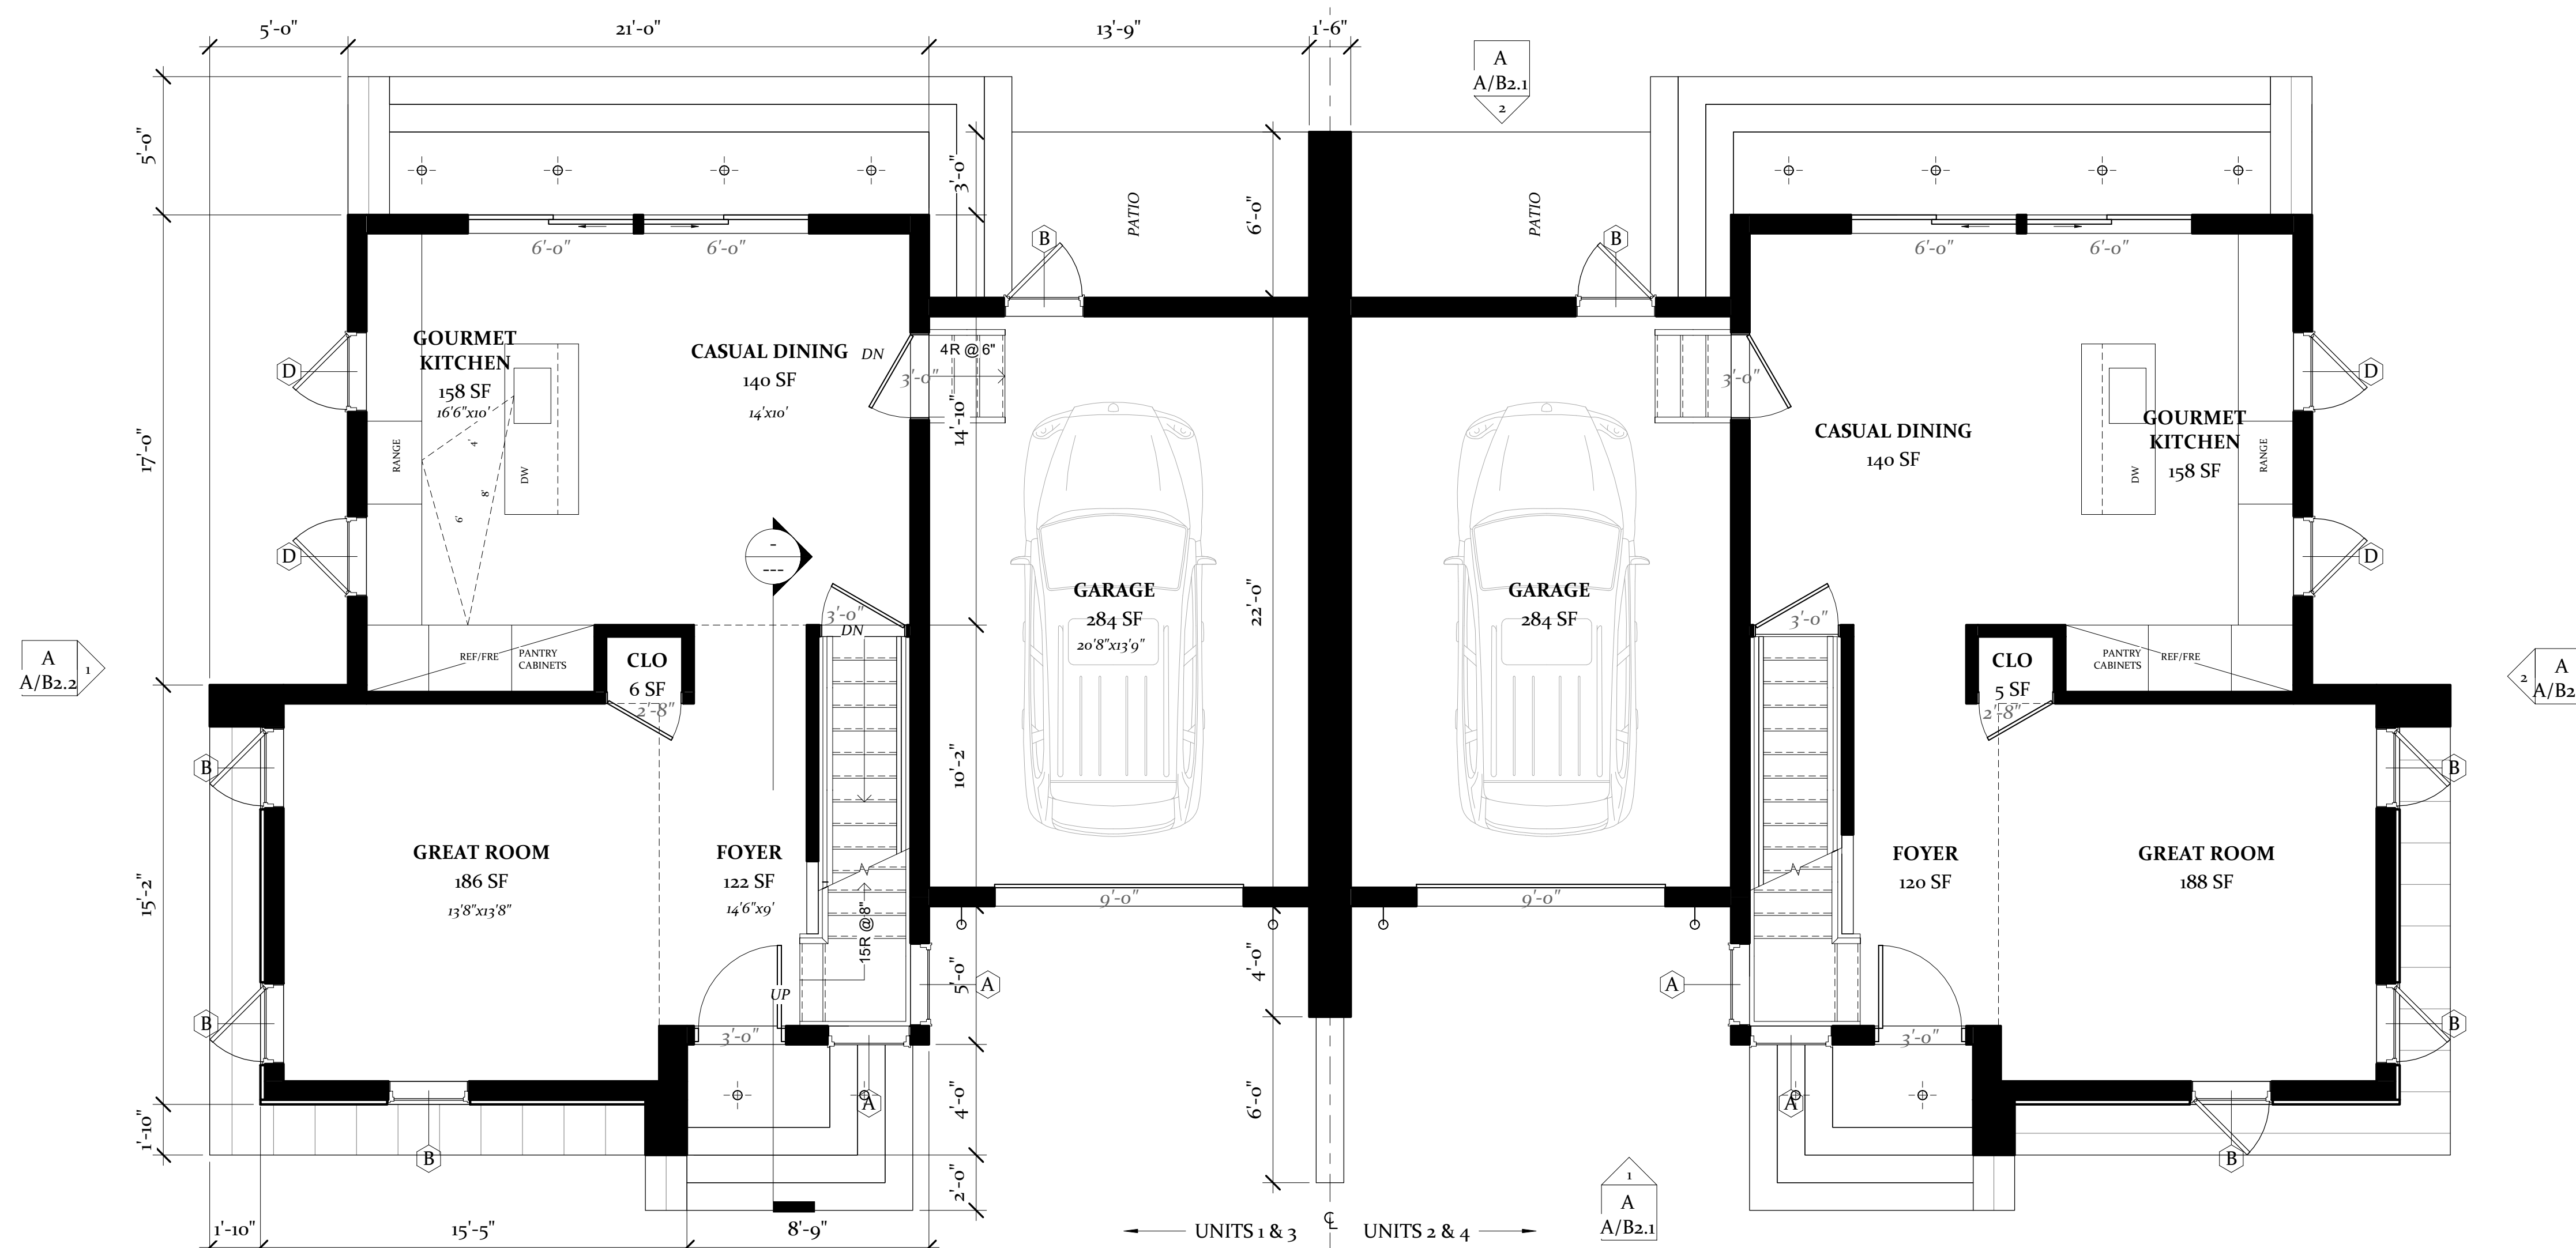 5'-0"
21'-0"
13'-9"
1'-6"
A
A/B2.1
2
5'-0"
3'-0"
6'-0"
PATIO
PATIO
B
B
6'-0"
6'-0"
6'-0"
6'-0"
17'-0"
D
GOURMET
KITCHEN
158 SF
16'6"x10'
CASUAL DINING
140 SF
14'x10'
DN
4R @ 6"
3'-0"
14'-10"
3'-0"
D
CASUAL DINING
140 SF
GOURMET
KITCHEN
158 SF
RANGE
4'
8'
6'
DW
DW
RANGE
D
-
---
D
GARAGE
284 SF
20'8"x13'9"
22'-0"
GARAGE
284 SF
3'-0"
DN
3'-0"
A
A/B2.2
1
REF/FRE
PANTRY
CABINETS
CLO
6 SF
2'-8"
CLO
5 SF
2'-8"
PANTRY
CABINETS
REF/FRE
2
A
A/B2
B
10'-2"
B
15'-2"
GREAT ROOM
186 SF
13'8"x13'8"
FOYER
122 SF
14'6"x9'
15R @ 8"
9'-0"
9'-0"
FOYER
120 SF
GREAT ROOM
188 SF
B
UP
5'-0"
A
4'-0"
A
B
3'-0"
3'-0"
1'-10"
B
A
4'-0"
6'-0"
A
B
2'-0"
1
A
A/B2.1
1'-10"
15'-5"
8'-9"
UNITS 1 & 3
℄
UNITS 2 & 4